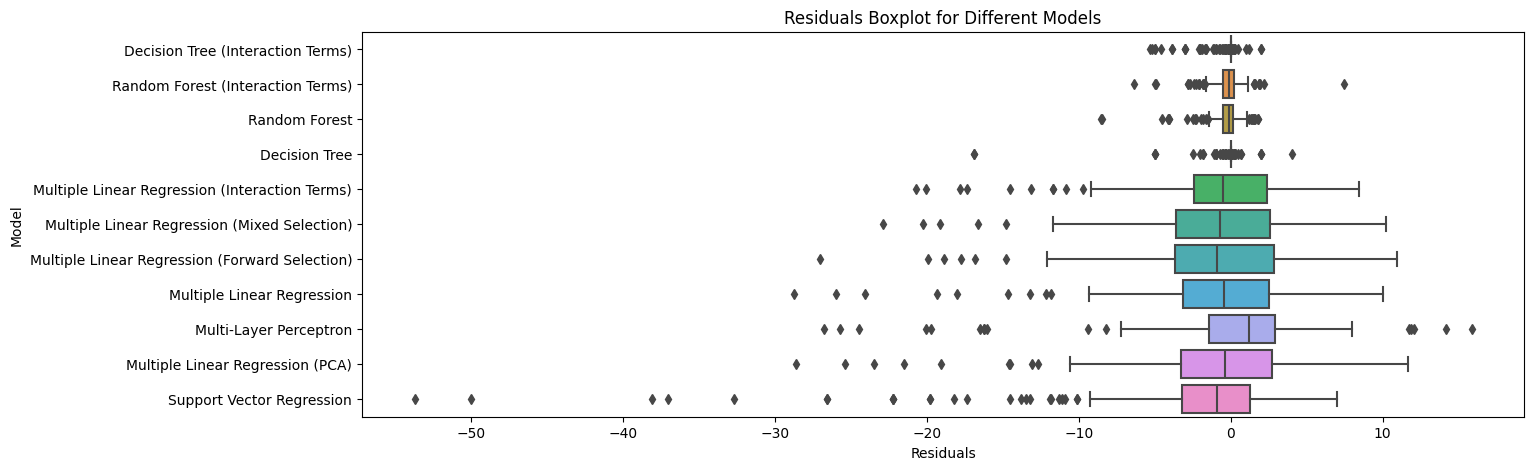 Residuals Boxplot for Different Models
Model
Decision Tree (Interaction Terms)
Random Forest (Interaction Terms)
Random Forest
Decision Tree
Multiple Linear Regression (Interaction Terms)
Multiple Linear Regression (Mixed Selection)
Multiple Linear Regression (Forward Selection)
Multiple Linear Regression
Multi-Layer Perceptron
Multiple Linear Regression (PCA)
Support Vector Regression
−50 −40 −30 −20 −10 0 10
Residuals